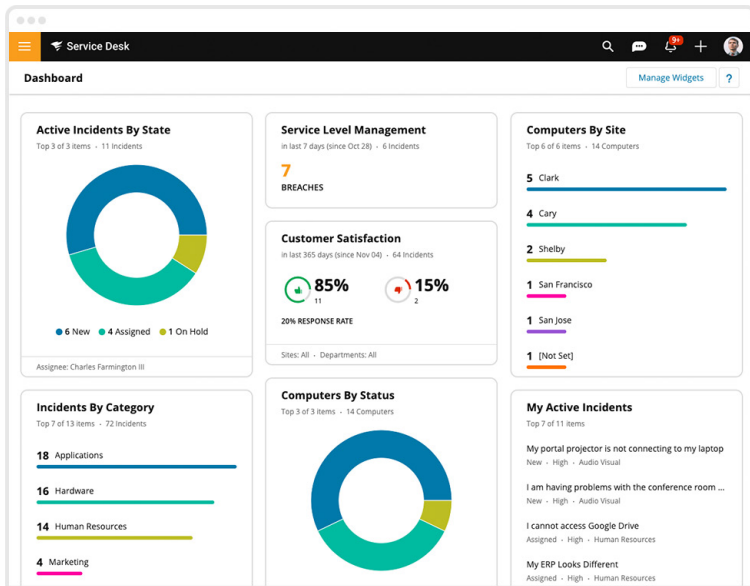 Service Desk
9+
Dashboard
Manage Widgets
?
Active Incidents By State
Top 3 of 3 items • 11 Incidents
6 New 4 Assigned 1 On Hold
Assignee: Charles Farmington III
Service Level Management
in last 7 days (since Oct 28) • 6 Incidents
7
BREACHES
Customer Satisfaction
in last 365 days (since Nov 04) • 64 Incidents
85% 15%
11 2
20% RESPONSE RATE
Sites: All • Departments: All
Computers By Site
Top 6 of 6 items • 14 Computers
5 Clark
4 Cary
2 Shelby
1 San Francisco
1 San Jose
1 [Not Set]
Incidents By Category
Top 7 of 13 items • 72 Incidents
18 Applications
16 Hardware
14 Human Resources
4 Marketing
Computers By Status
Top 3 of 3 items • 14 Computers
My Active Incidents
Top 7 of 11 items
My portal projector is not connecting to my laptop
New • High • Audio Visual
I am having problems with the conference room ...
New • High • Audio Visual
I cannot access Google Drive
Assigned • High • Human Resources
My ERP Looks Different
Assigned • High • Human Resources